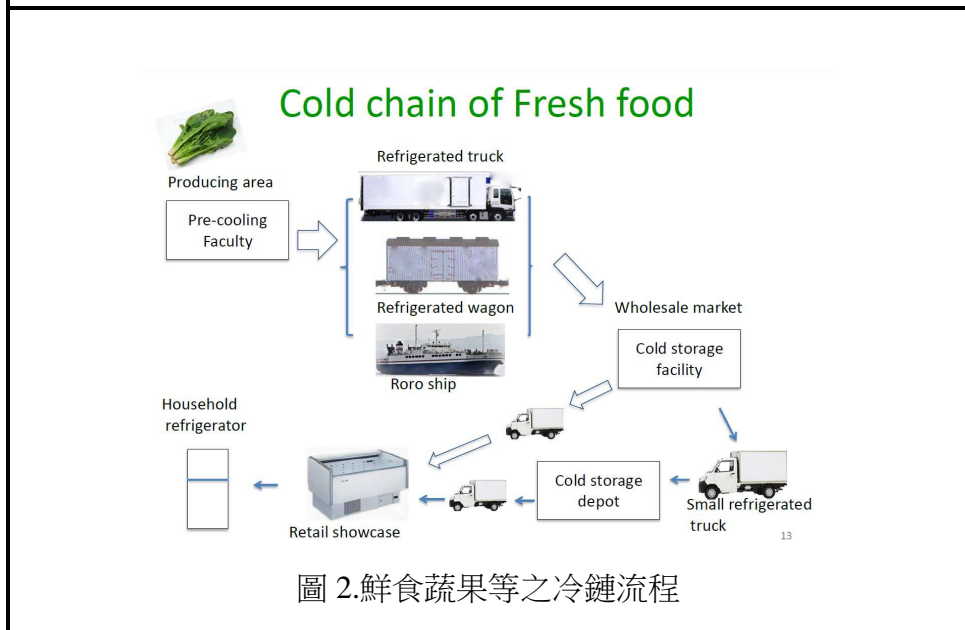 Cold chain of Fresh food
Refrigerated truck
Producing area
Pre-cooling
Faculty
Refrigerated wagon
Roro ship
Wholesale market
Cold storage
facility
Small refrigerated
truck
Cold storage
depot
Retail showcase
Household
refrigerator
13
圖 2.鮮食蔬果等之冷鏈流程